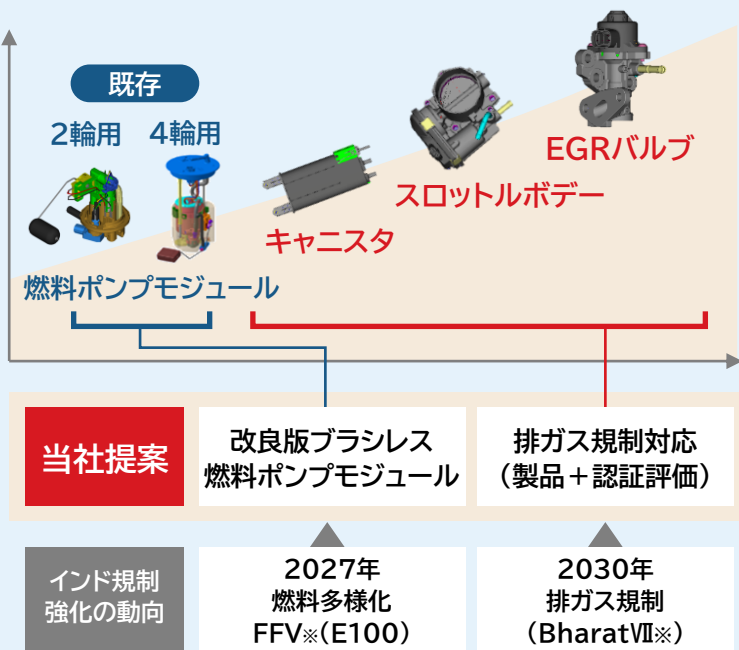 既存
2輪用 4輪用
燃料ポンプモジュール
キャニスタ
スロットルボデー
EGRバルブ
当社提案
改良版ブラシレス
燃料ポンプモジュール
排ガス規制対応
(製品+認証評価)
インド規制
強化の動向
2027年
燃料多様化
FFV※(E100)
2030年
排ガス規制
(BharatⅦ※)